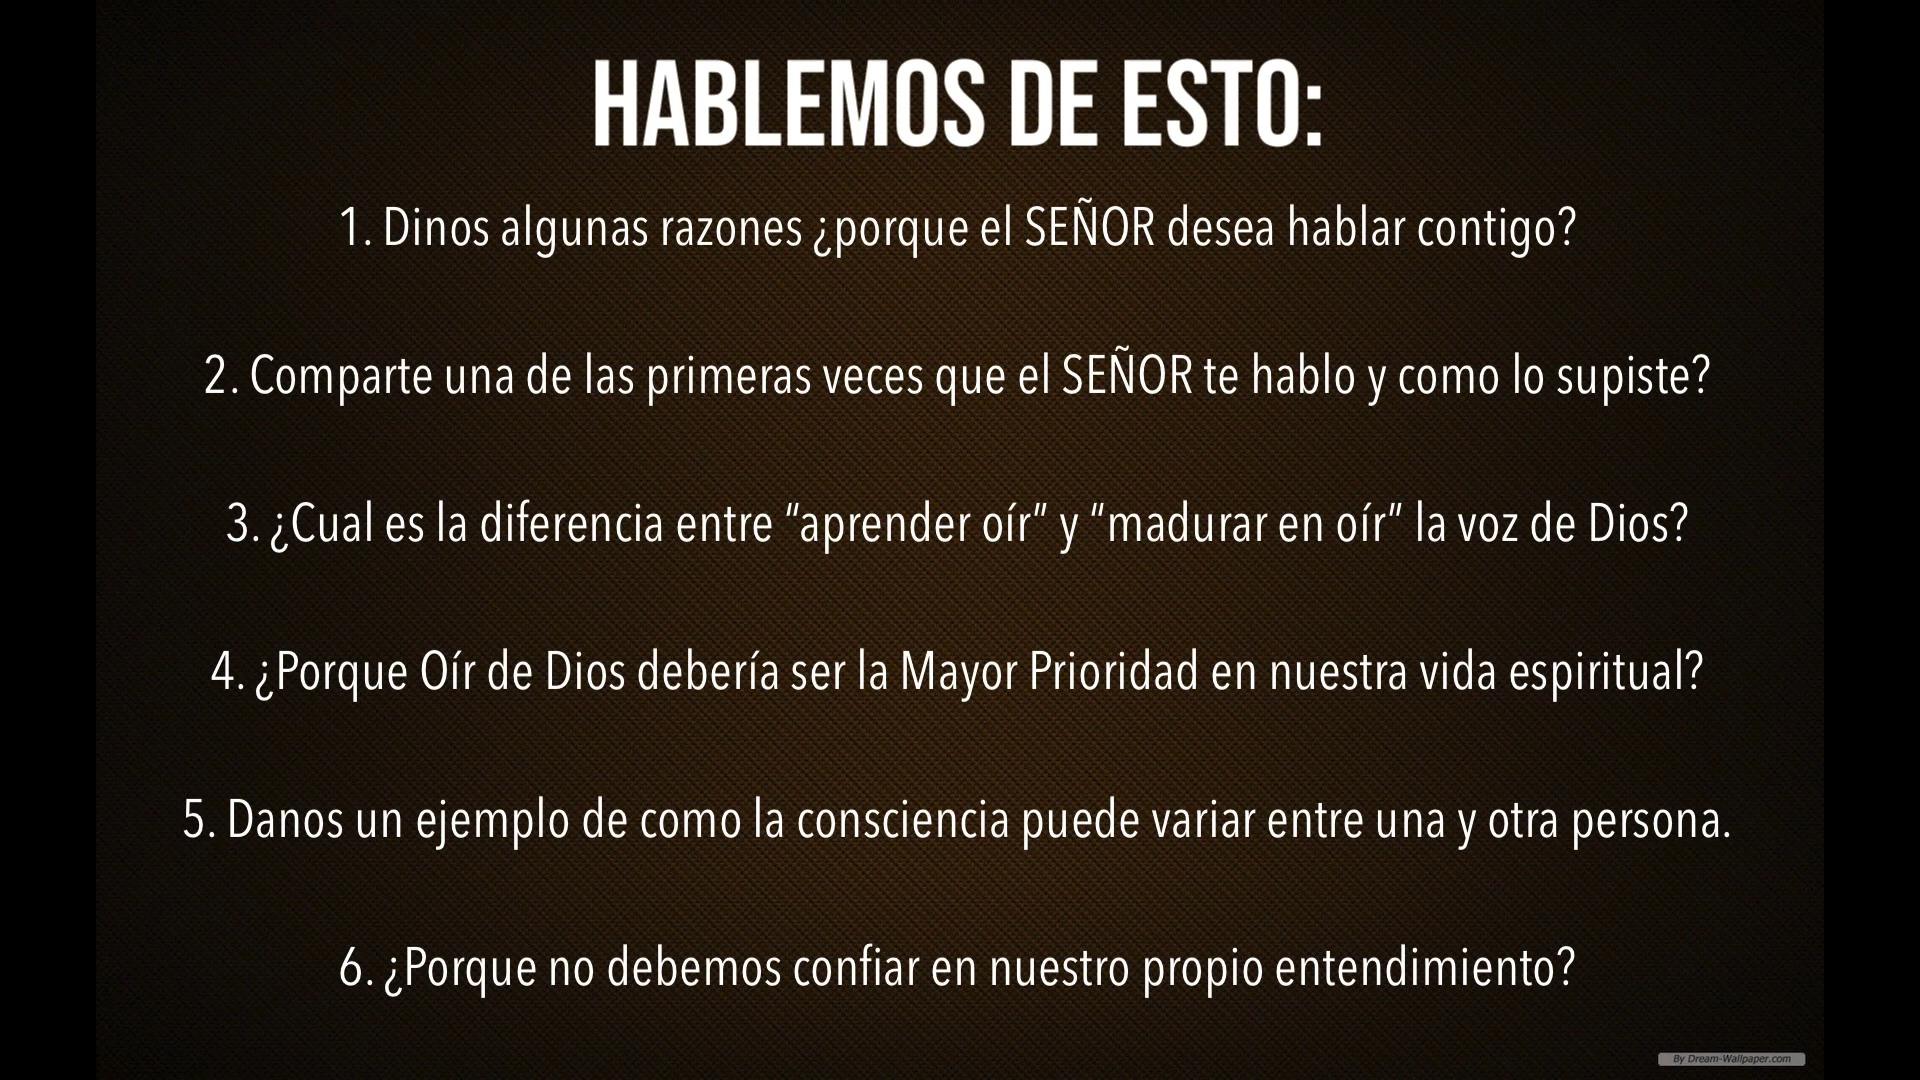 HABLEMOS DE ESTO:
1. Dinos algunas razones ¿porque el SEÑOR desea hablar contigo?
2. Comparte una de las primeras veces que el SEÑOR te hablo y como lo supiste?
3. ¿Cual es la diferencia entre “aprender oír” y “madurar en oír” la voz de Dios?
4. ¿Porque Oír de Dios debería ser la Mayor Prioridad en nuestra vida espiritual?
5. Danos un ejemplo de como la consciencia puede variar entre una y otra persona.
6. ¿Porque no debemos confiar en nuestro propio entendimiento?
By Dream-Wallpaper.com